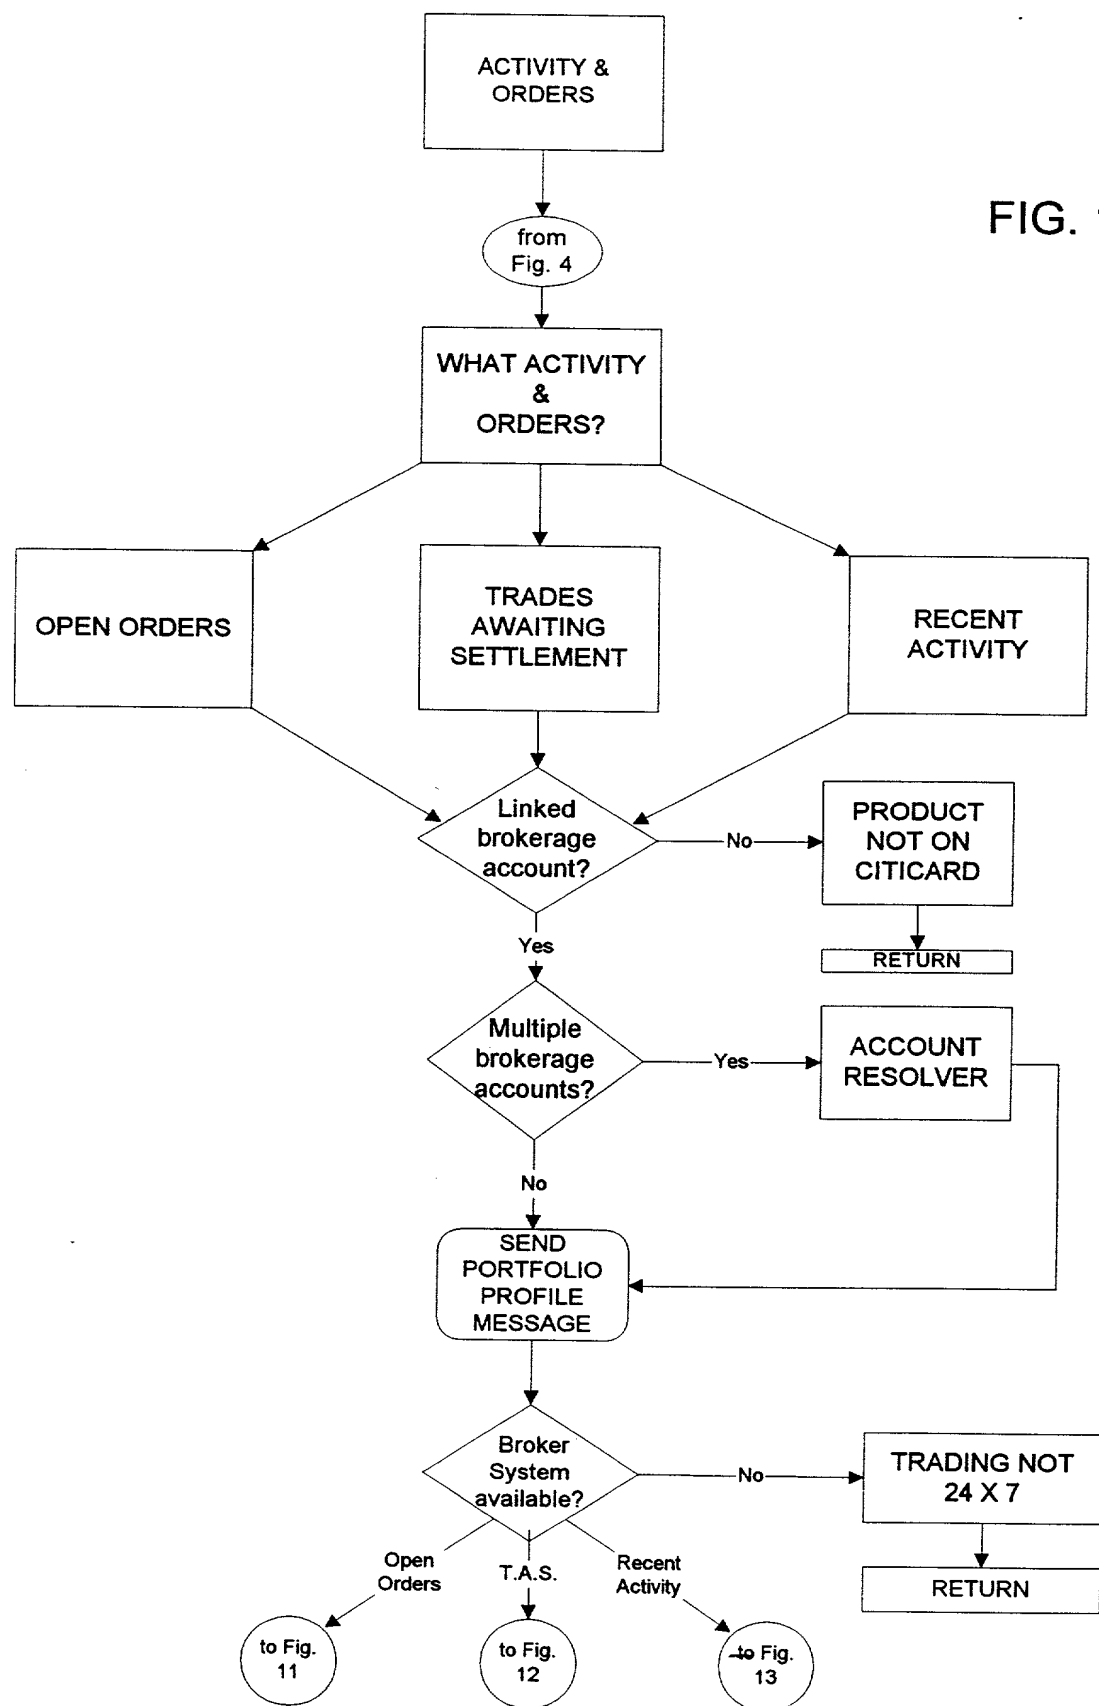 ACTIVITY &
ORDERS
FIG.
from
Fig. 4
WHAT ACTIVITY
&
ORDERS?
OPEN ORDERS
TRADES
AWAITING
SETTLEMENT
RECENT
ACTIVITY
Linked
brokerage
account?
No
PRODUCT
NOT ON
CITICARD
RETURN
Yes
Multiple
brokerage
accounts?
Yes
ACCOUNT
RESOLVER
No
SEND
PORTFOLIO
PROFILE
MESSAGE
Broker
System
available?
No
TRADING NOT
24 X 7
RETURN
Open
Orders
T.A.S.
Recent
Activity
to Fig.
11
to Fig.
12
to Fig.
13